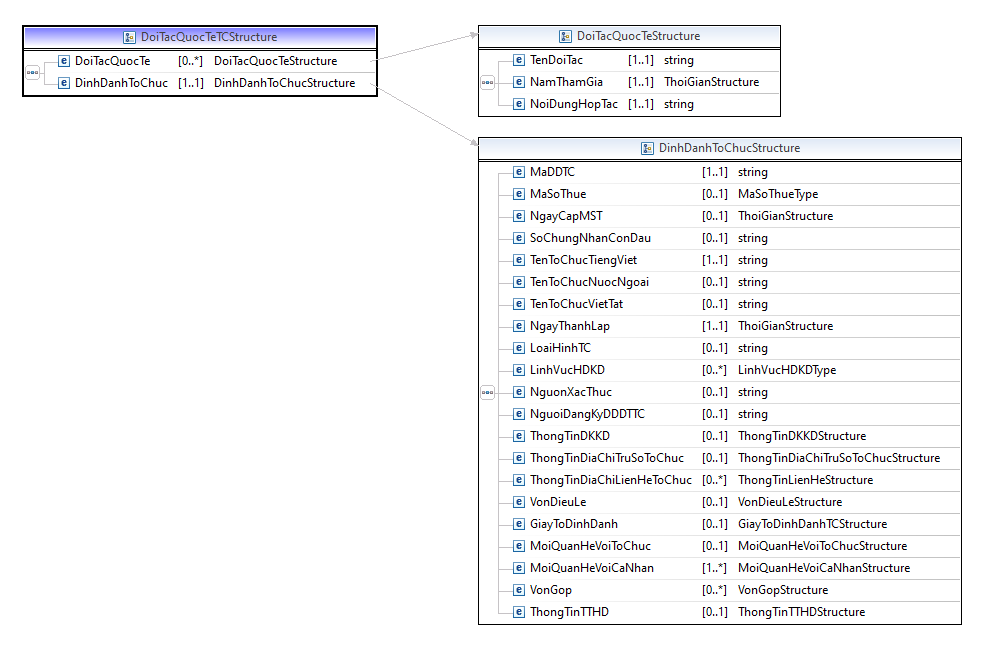 DoiTacQuocTeTCStructure
DoiTacQuocTe [0..*] DoiTacQuocTeStructure
DinhDanhToChuc [1..1] DinhDanhToChucStructure
DoiTacQuocTeStructure
TenDoiTac [1..1] string
NamThamGia [1..1] ThoiGianStructure
NoiDungHopTac [1..1] string
DinhDanhToChucStructure
MaDDTC [1..1] string
MaSoThue [0..1] MaSoThueType
NgayCapMST [0..1] ThoiGianStructure
SoChungNhanConDau [0..1] string
TenToChucTiengViet [1..1] string
TenToChucNuocNgoai [0..1] string
TenToChucVietTat [0..1] string
NgayThanhLap [1..1] ThoiGianStructure
LoaiHinhTC [0..1] string
LinhVucHDKD [0..*] LinhVucHDKDType
NguonXacThuc [0..1] string
NguoiDangKyDDDTTC [0..1] string
ThongTinDKKD [0..1] ThongTinDKKDStructure
ThongTinDiaChiTruSoToChuc [0..1] ThongTinDiaChiTruSoToChucStructure
ThongTinDiaChiLienHeToChuc [0..*] ThongTinLienHeStructure
VonDieuLe [0..1] VonDieuLeStructure
GiayToDinhDanh [0..1] GiayToDinhDanhTCStructure
MoiQuanHeVoiToChuc [0..1] MoiQuanHeVoiToChucStructure
MoiQuanHeVoiCaNhan [1..*] MoiQuanHeVoiCaNhanStructure
VonGop [0..*] VonGopStructure
ThongTinTTHD [0..1] ThongTinTTHDStructure